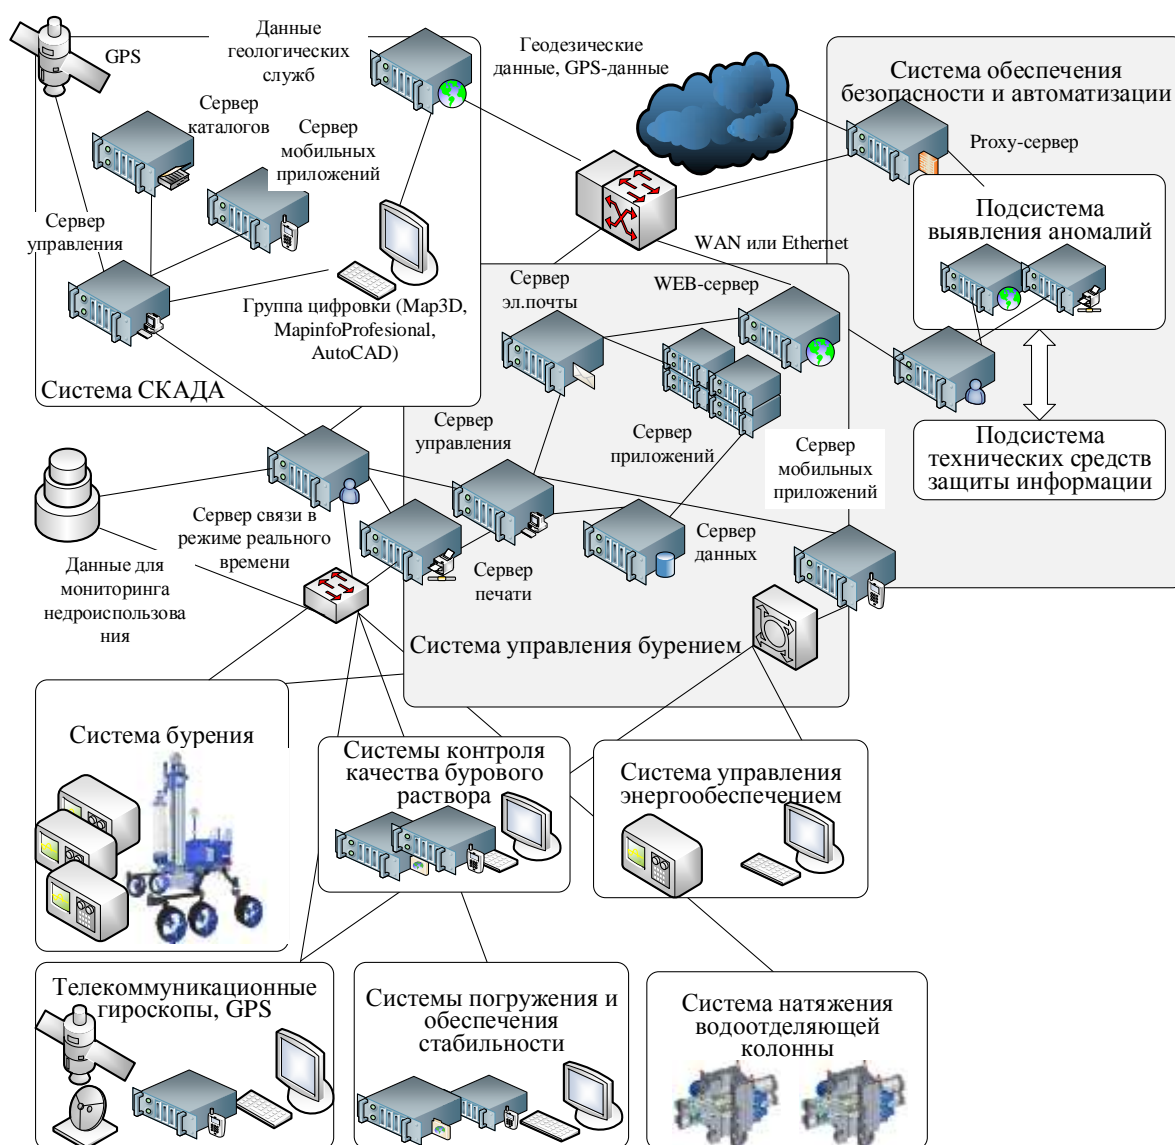 GPS
Данные
геологических
служб
Геодезические
данные, GPS-данные
Система обеспечения
безопасности и автоматизации
Сервер
каталогов
Сервер
мобильных
приложений
Proxy-сервер
Сервер
управления
Подсистема
выявления аномалий
WAN или Ethernet
Группа цифровки (Map3D,
MapinfoProfesional,
AutoCAD)
Система СКАДА
Сервер
эл.почты
WEB-сервер
Сервер
управления
Сервер
приложений
Сервер
мобильных
приложений
Подсистема
технических средств
защиты информации
Сервер связи в
режиме реального
времени
Данные для
мониторинга
недроиспользова
ния
Сервер
печати
Сервер
данных
Система управления бурением
Система бурения
Системы контроля
качества бурового
раствора
Система управления
энергообеспечением
Телекоммуникационные
гироскопы, GPS
Системы погружения и
обеспечения
стабильности
Система натяжения
водоотделяющей
колонны